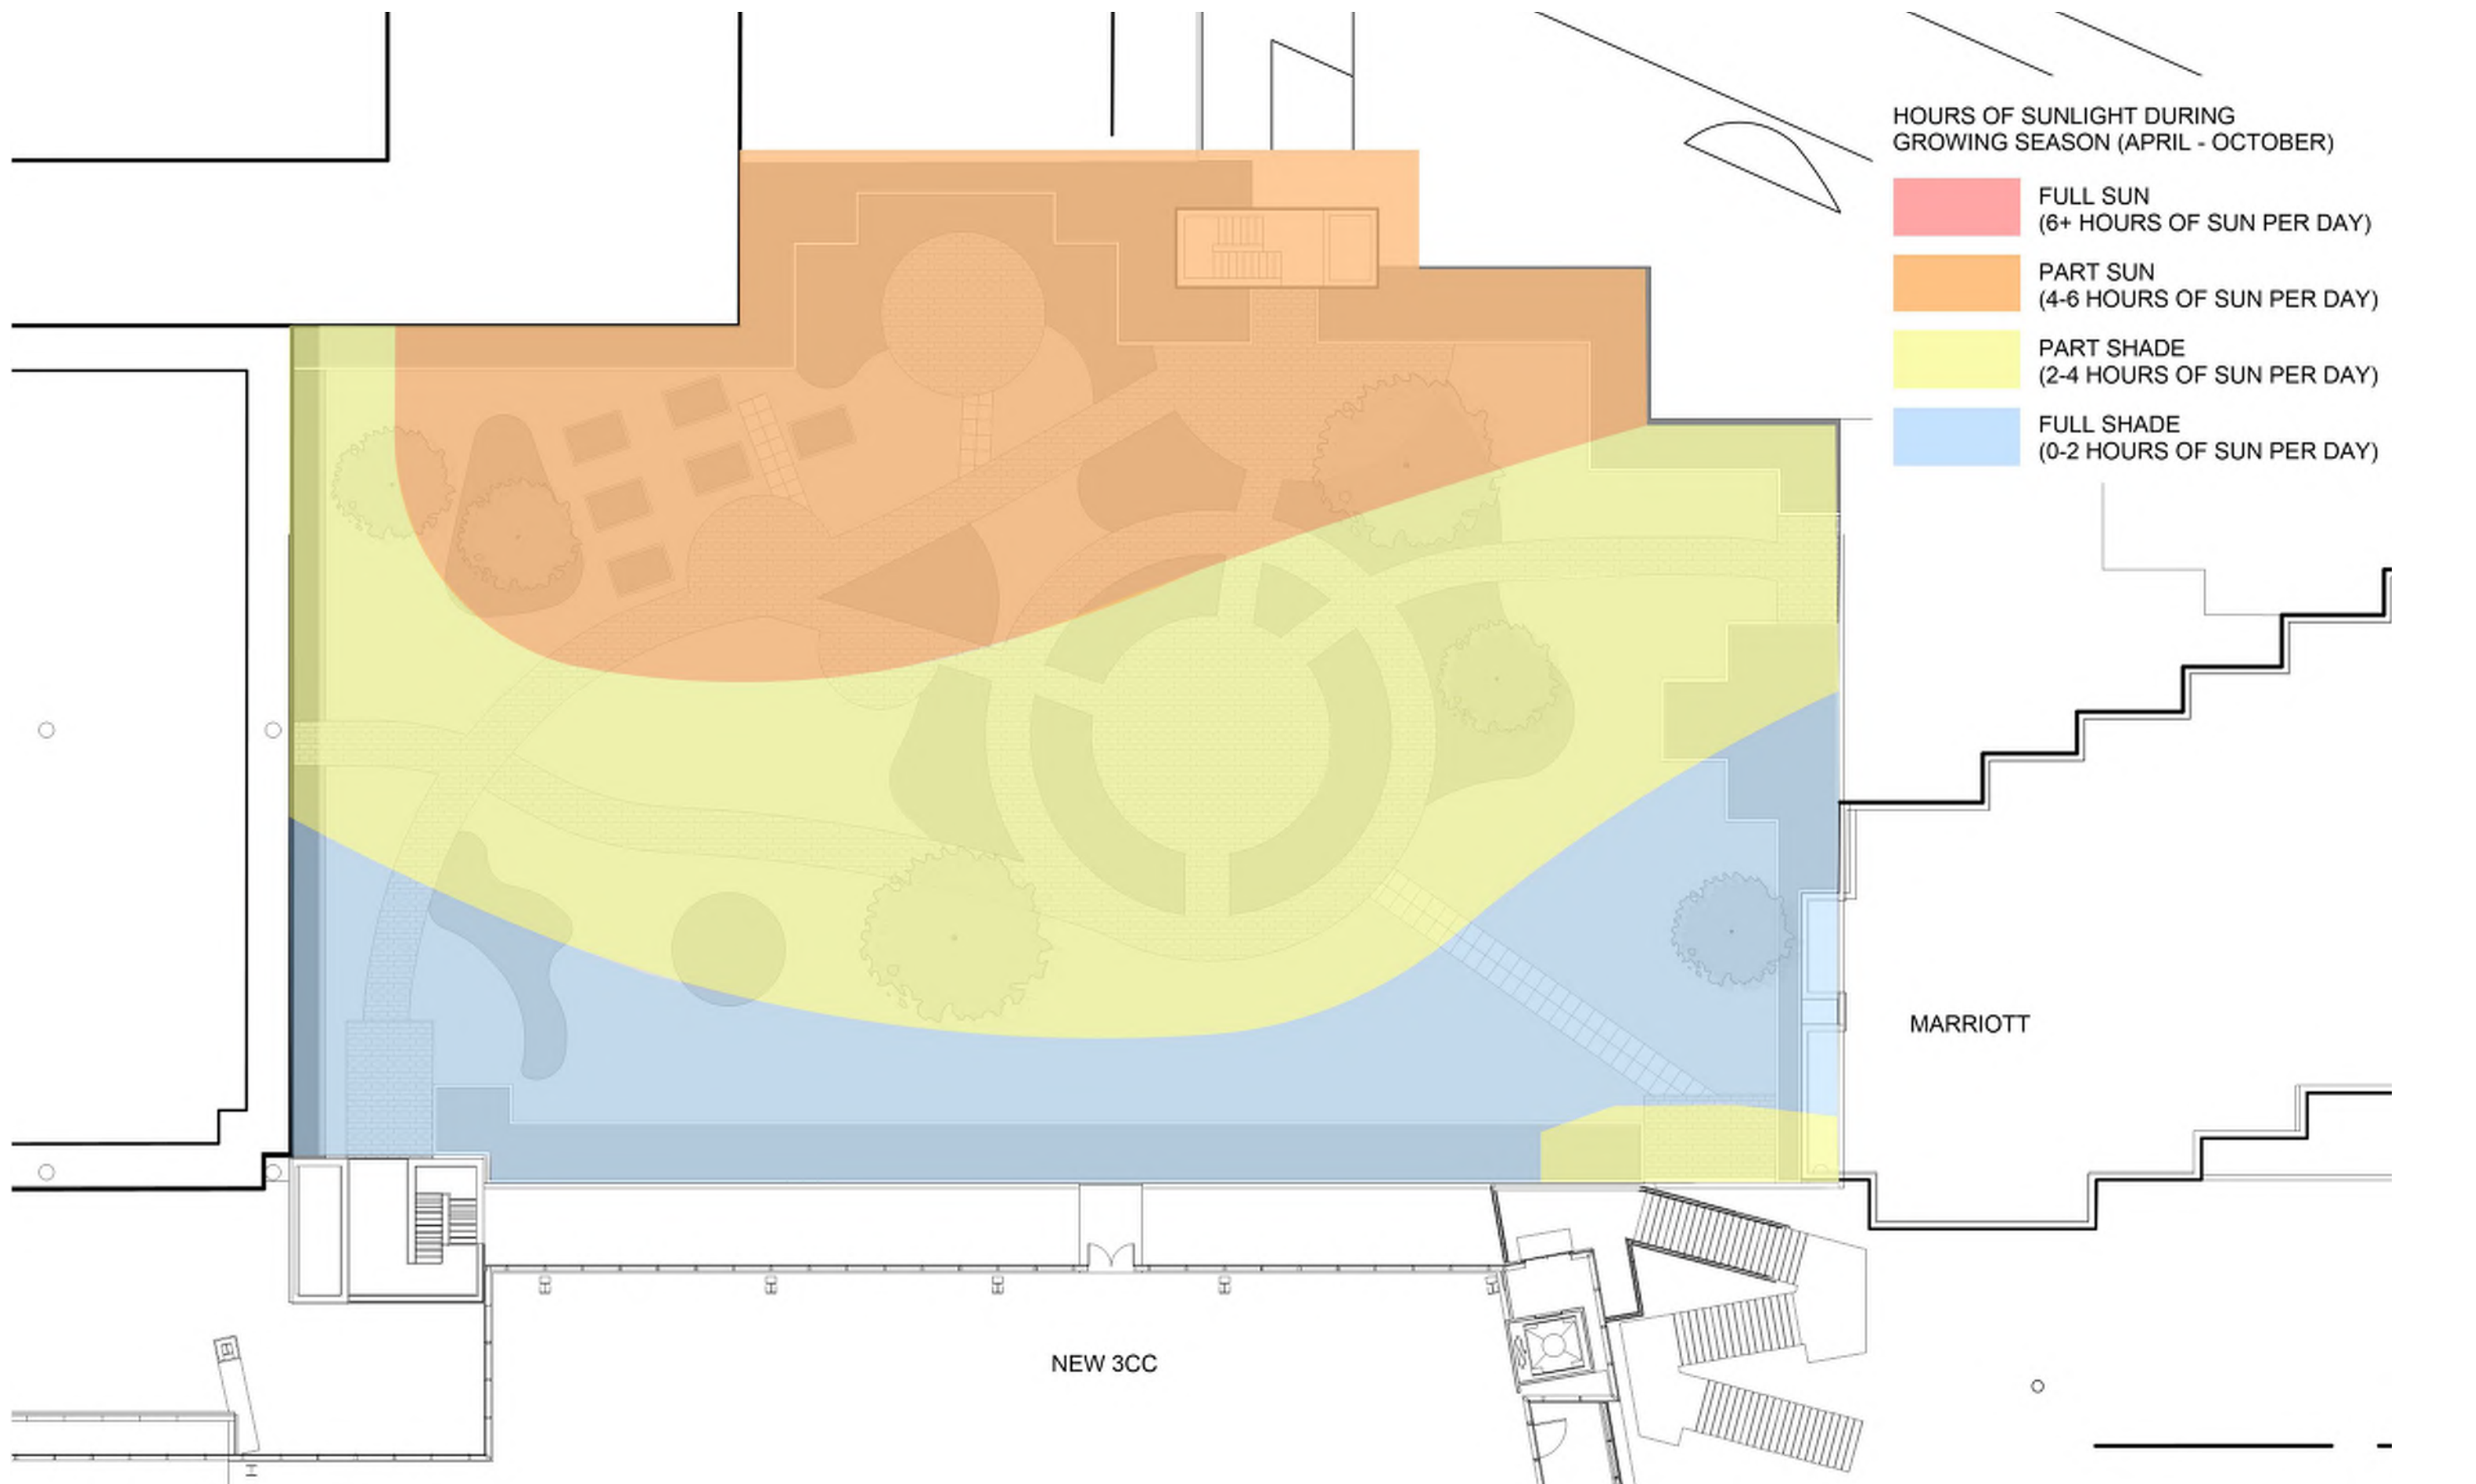 HOURS OF SUNLIGHT DURING
GROWING SEASON (APRIL - OCTOBER)
FULL SUN
(6+ HOURS OF SUN PER DAY)
PART SUN
(4-6 HOURS OF SUN PER DAY)
PART SHADE
(2-4 HOURS OF SUN PER DAY)
FULL SHADE
(0-2 HOURS OF SUN PER DAY)
MARRIOTT
NEW 3CC